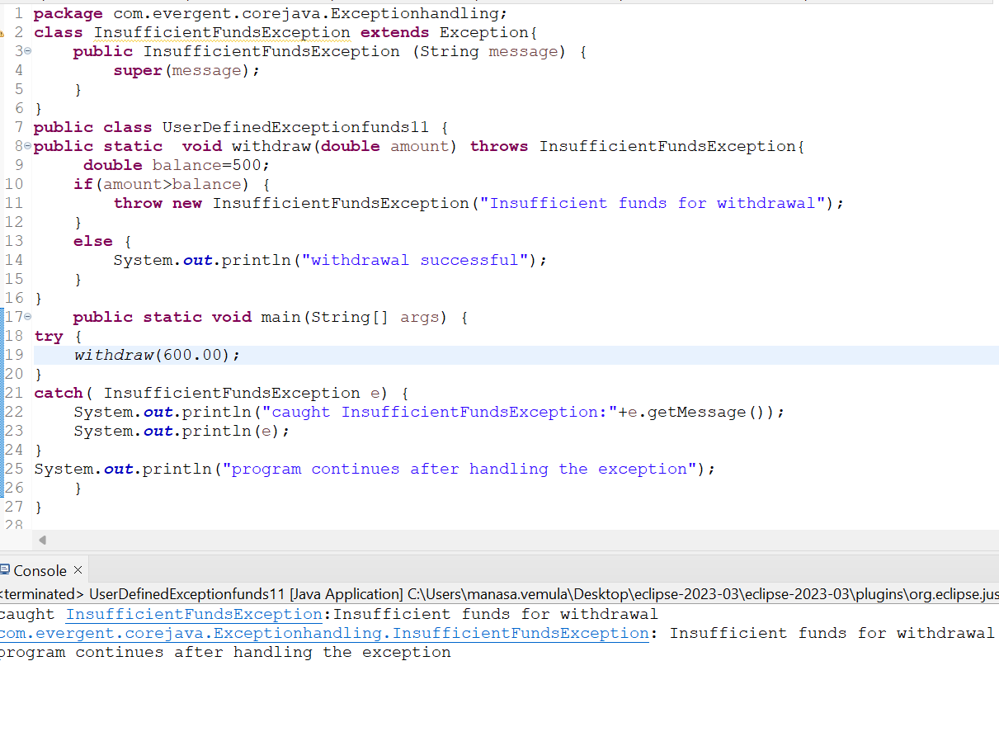 1 package com.evergent.corejava.Exceptionhandling;
2 class InsufficientFundsException extends Exception{
3 public InsufficientFundsException (String message) {
4 super(message);
5 }
6 }
7 public class UserDefinedExceptionfunds11 {
8 public static  void withdraw(double amount) throws InsufficientFundsException{
9 double balance=500;
10 if(amount>balance) {
11 throw new InsufficientFundsException("Insufficient funds for withdrawal");
12 }
13 else {
14 System.out.println("withdrawal successful");
15 }
16 }
17 public static void main(String[] args) {
18 try {
19 withdraw(600.00);
20 }
21 catch( InsufficientFundsException e) {
22 System.out.println("caught InsufficientFundsException:"+e.getMessage());
23 System.out.println(e);
24 }
25 System.out.println("program continues after handling the exception");
26 }
27 }
28
Console ×
<terminated> UserDefinedExceptionfunds11 [Java Application] C:\Users\manasa.vemula\Desktop\eclipse-2023-03\eclipse-2023-03\plugins\org.eclipse.jus
caught InsufficientFundsException:Insufficient funds for withdrawal
com.evergent.corejava.Exceptionhandling.InsufficientFundsException: Insufficient funds for withdrawal
program continues after handling the exception